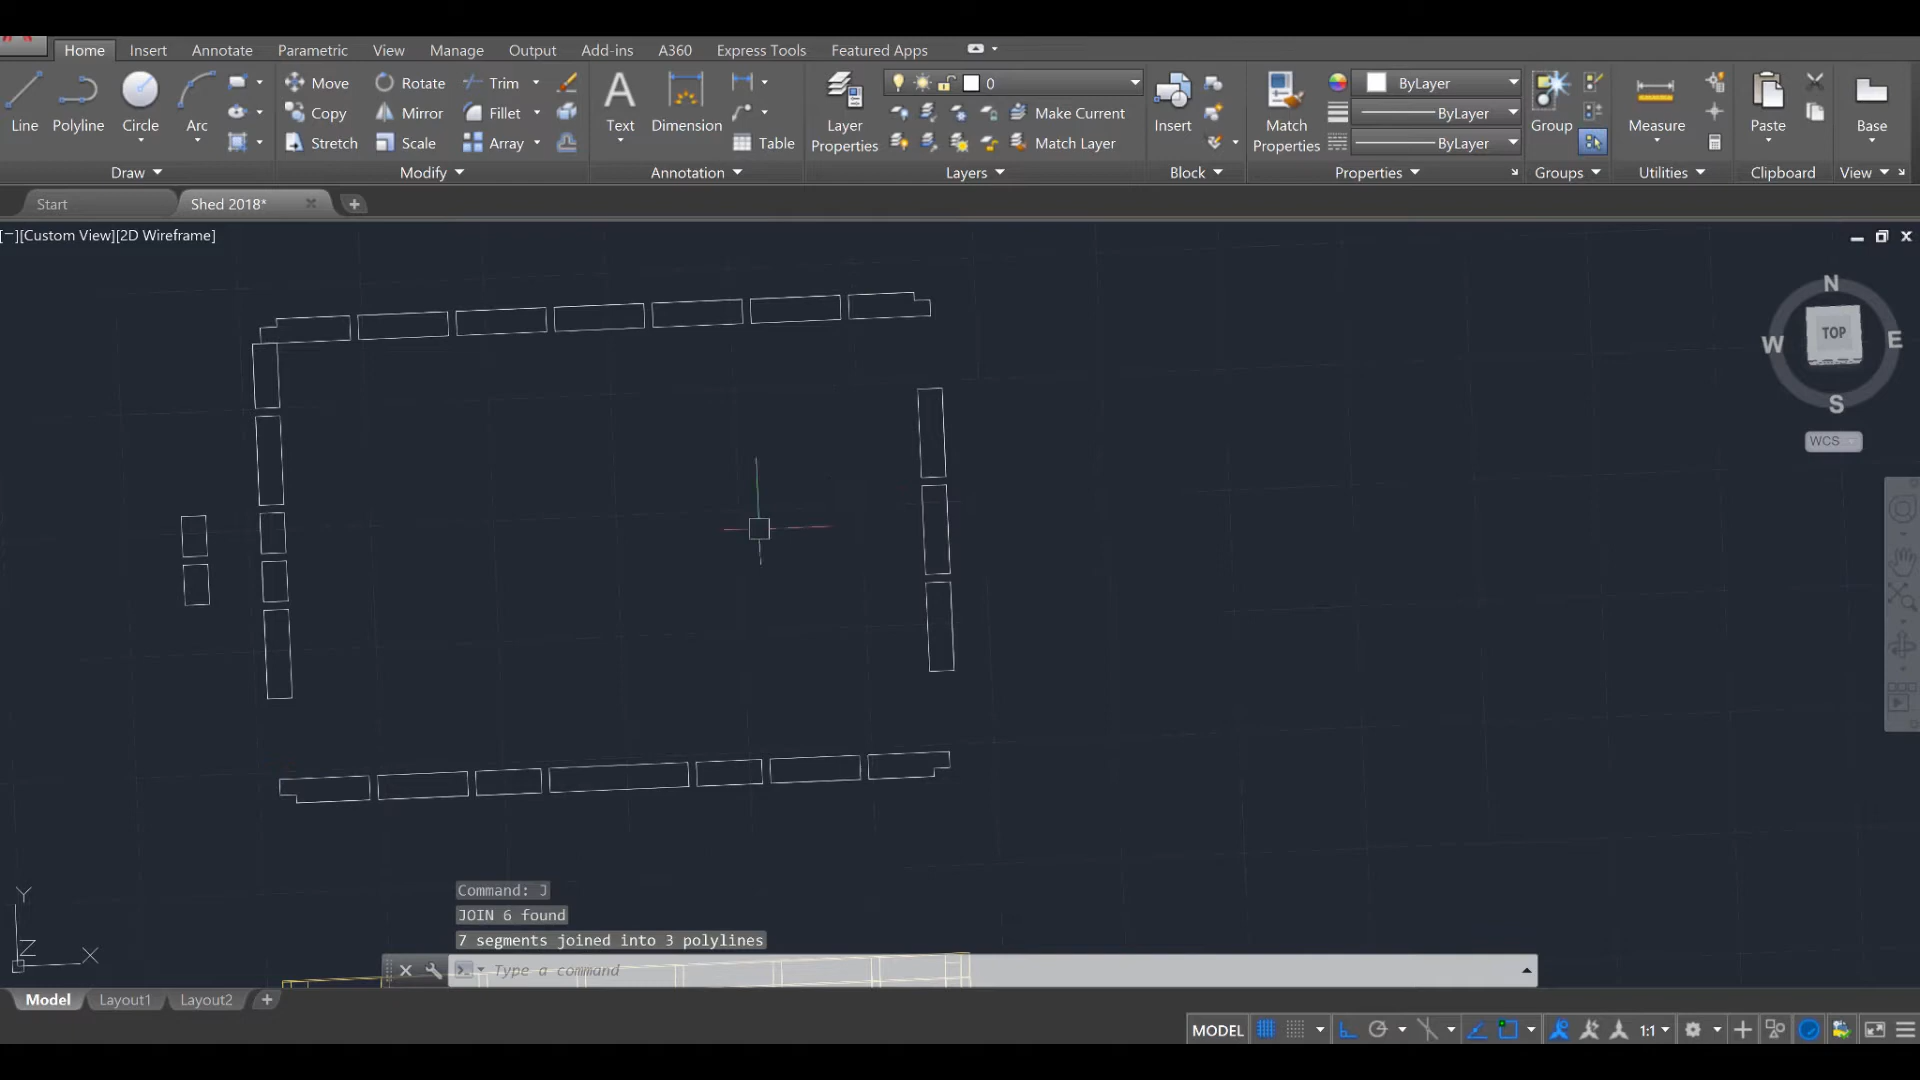 Home Insert Annotate Parametric View Manage Output Add-ins A360 Express Tools Featured Apps
Line Polyline Circle Arc
Move Rotate Trim
Copy Mirror Fillet
Stretch Scale Array
Text Dimension Table
Layer Properties
0
Make Current
Match Layer
Insert
Match Properties
ByLayer
ByLayer
ByLayer
Group Measure Paste Base
Draw Modify Annotation Layers Block Properties Groups Utilities Clipboard View
Start Shed 2018*
[−][Custom View][2D Wireframe]
N
W TOP E
S
WCS
Command: J
JOIN 6 found
7 segments joined into 3 polylines
Type a command
Y
Z X
Model Layout1 Layout2
MODEL 1:1